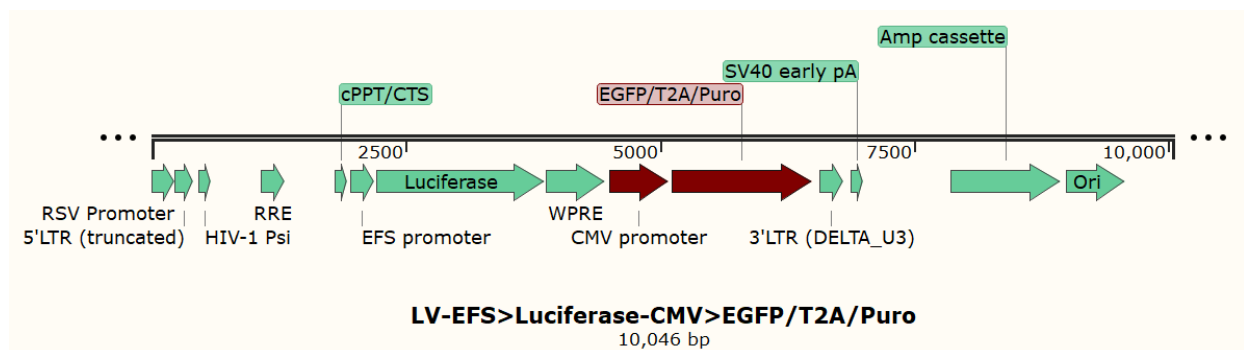 Amp cassette
SV40 early pA
cPPT/CTS
EGFP/T2A/Puro
2500
5000
7500
10,000
Luciferase
Ori
RSV Promoter
RRE
WPRE
5'LTR (truncated)
HIV-1 Psi
EFS promoter
CMV promoter
3'LTR (DELTA_U3)
LV-EFS>Luciferase-CMV>EGFP/T2A/Puro
10,046 bp